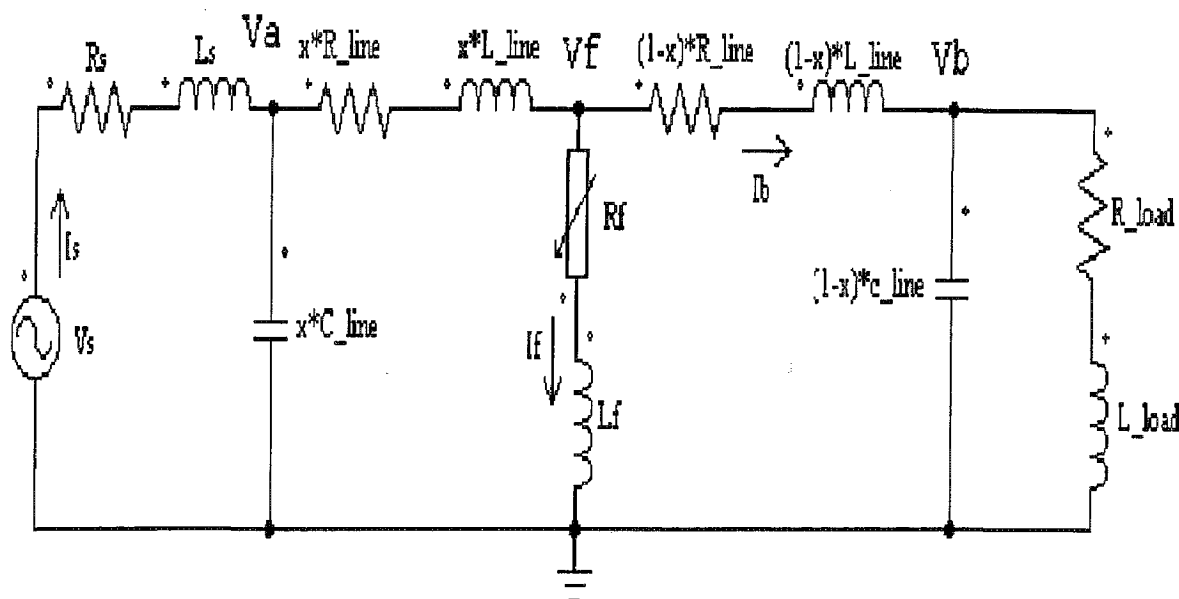 Rs
Ls
Va
x*R_line
x*L_line
Vf
(1-x)*R_line
(1-x)*L_line
Vb
Is
Vs
x*C_line
Rf
If
Lf
Ib
(1-x)*c_line
R_load
L_load